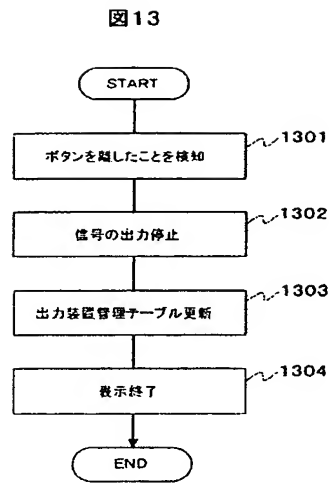 図13
START
ボタンを離したことを検知
1301
信号の出力停止
1302
出力装置管理テーブル更新
1303
表示終了
1304
END